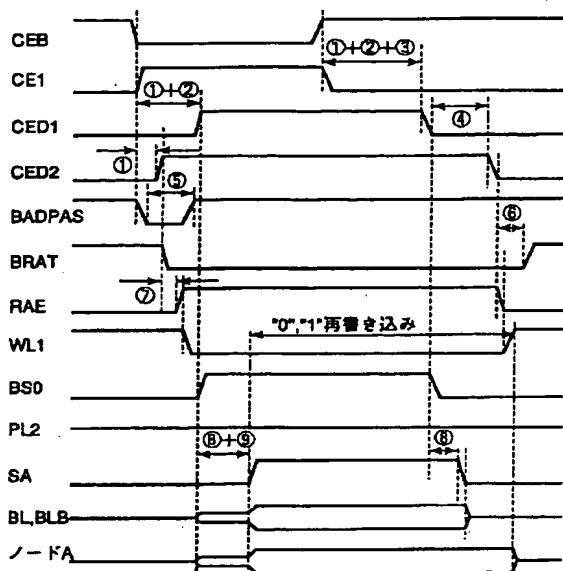 CEB
CE1
①+②+③
①+②
CED1
④
CED2
①
⑤
BADPAS
⑥
BRAT
⑦
RAE
"0","1"再書き込み
WL1
BS0
PL2
⑧+⑨
⑧
SA
BL,BLB
ノードA